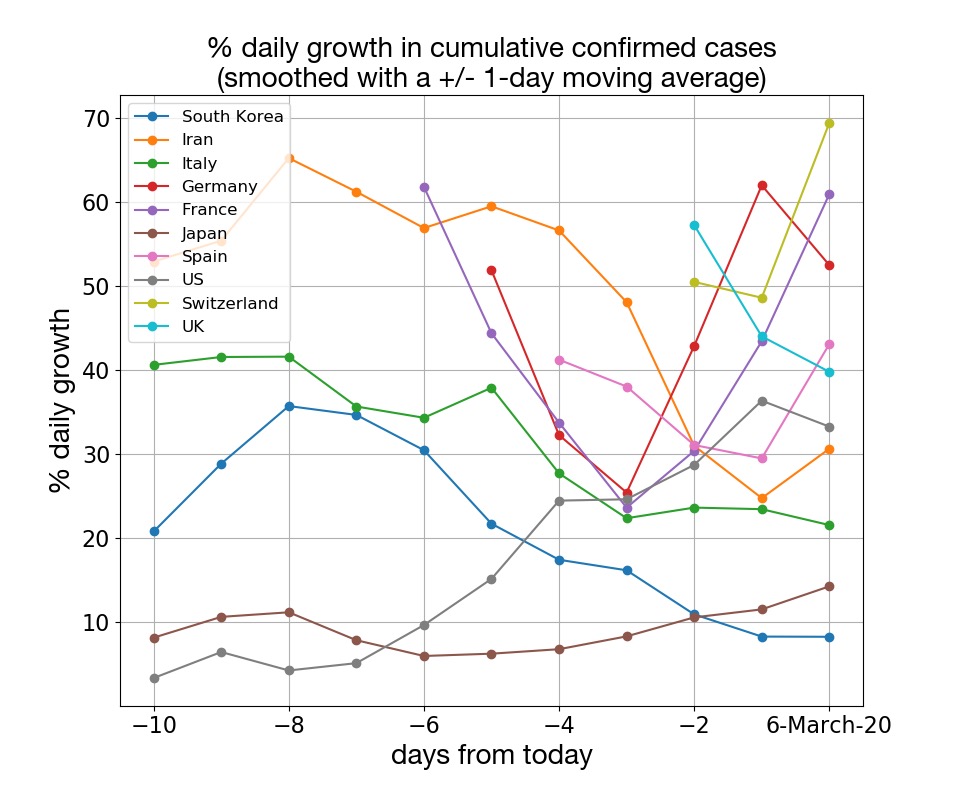 % daily growth in cumulative confirmed cases
(smoothed with a +/- 1-day moving average)
South Korea
Iran
Italy
Germany
France
Japan
Spain
US
Switzerland
UK
% daily growth
70
60
50
40
30
20
10
−10
−8
−6
−4
−2
6-March-20
days from today